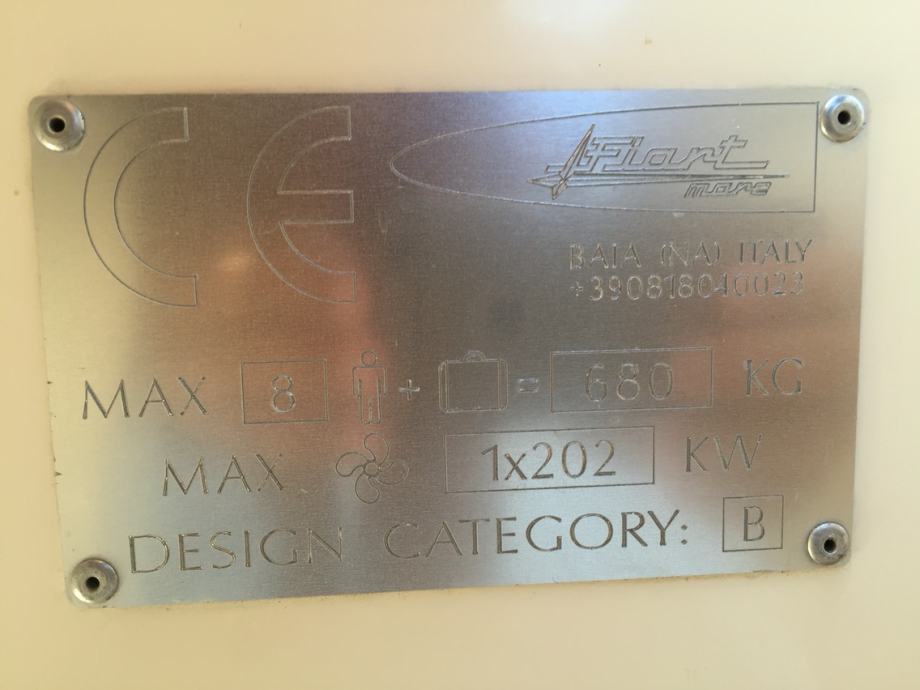 CE
Fiart
mare
BAIA (NA) ITALY
+390818040023
MAX 8 + = 680 KG
MAX 1x202 KW
DESIGN CATEGORY: B